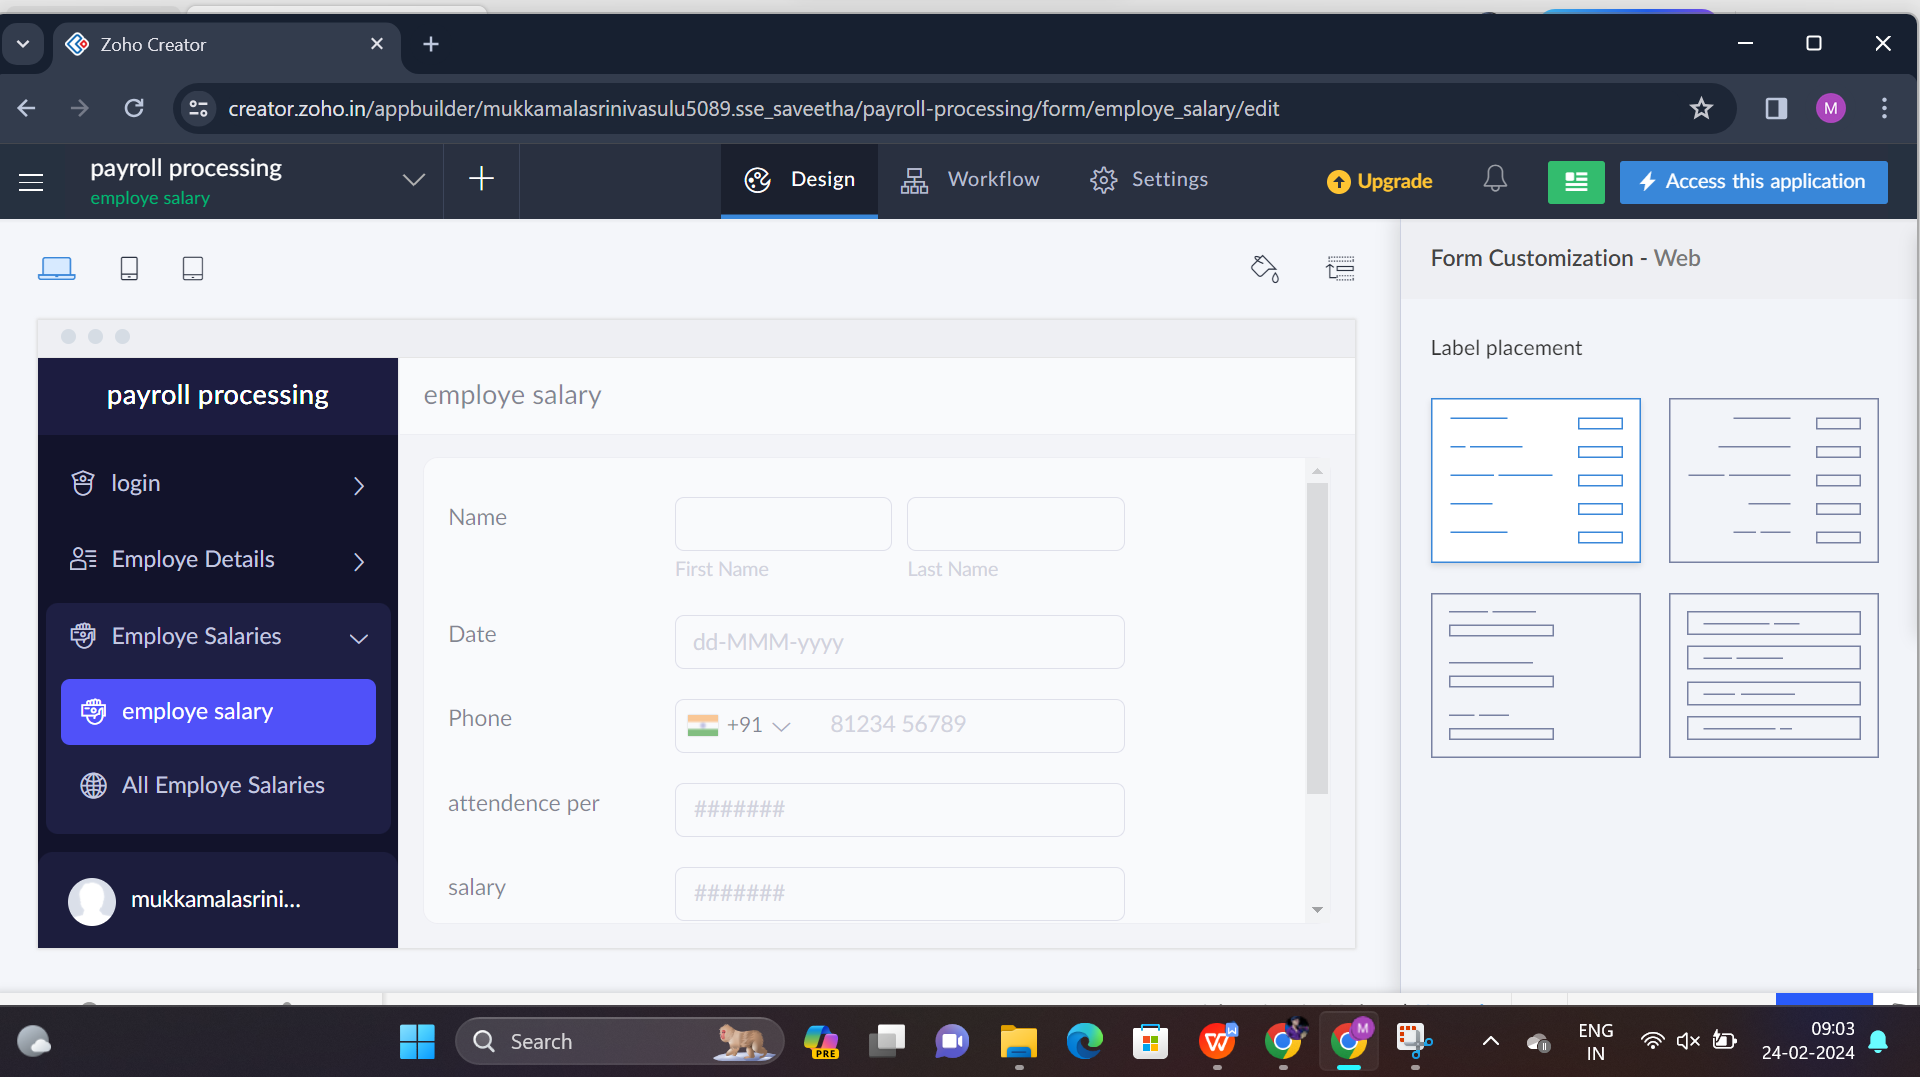 Zoho Creator
creator.zoho.in/appbuilder/mukkamalasrinivasulu5089.sse_saveetha/payroll-processing/form/employe_salary/edit
M
payroll processing
employe salary
Design
Workflow
Settings
Upgrade
Access this application
Form Customization - Web
Label placement
payroll processing
employe salary
login
Employe Details
Employe Salaries
employe salary
All Employe Salaries
mukkamalasrini...
Name
First Name
Last Name
Date
dd-MMM-yyyy
Phone
+91
81234 56789
attendence per
#######
salary
#######
Search
PRE
W
M
ENG
IN
09:03
24-02-2024